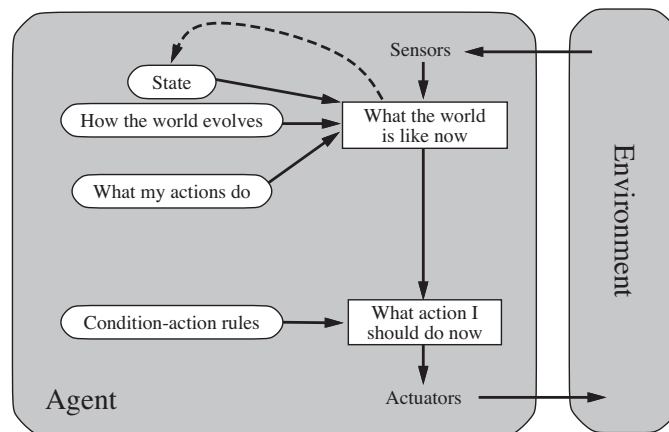 Sensors
State
What the world
is like now
How the world evolves
What my actions do
Environment
What action I
should do now
Condition-action rules
Agent
Actuators